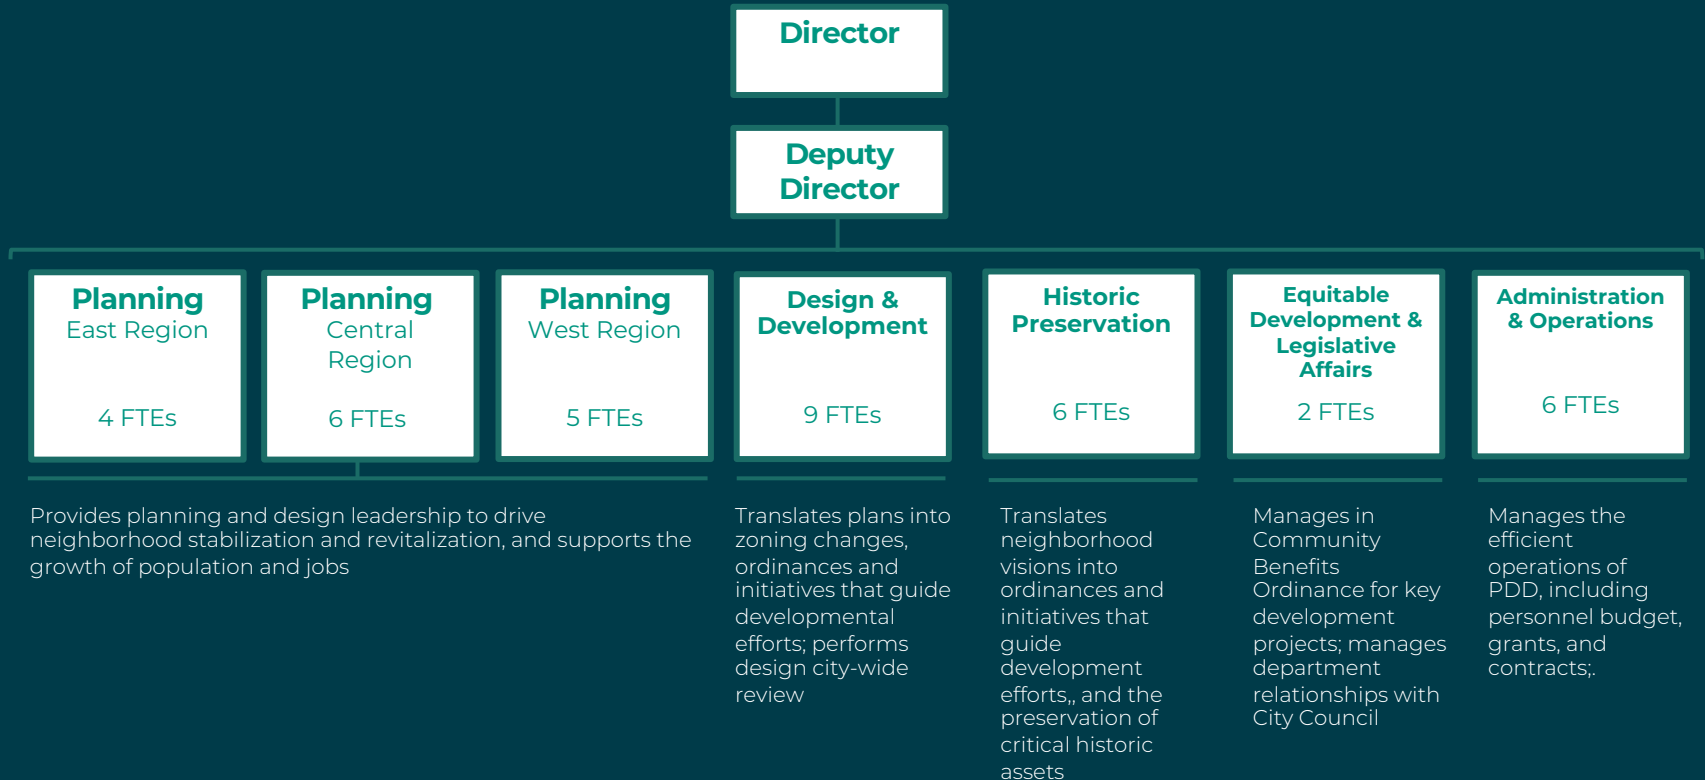 Director
Deputy
Director
Planning
East Region
4 FTEs
Planning
Central
Region
6 FTEs
Planning
West Region
5 FTEs
Design &
Development
9 FTEs
Historic
Preservation
6 FTEs
Equitable
Development &
Legislative
Affairs
2 FTEs
Administration
& Operations
6 FTEs
Provides planning and design leadership to drive
neighborhood stabilization and revitalization, and supports the
growth of population and jobs
Translates plans into
zoning changes,
ordinances and
initiatives that guide
developmental
efforts; performs
design city-wide
review
Translates
neighborhood
visions into
ordinances and
initiatives that
guide
development
efforts,, and the
preservation of
critical historic
assets
Manages in
Community
Benefits
Ordinance for key
development
projects; manages
department
relationships with
City Council
Manages the
efficient
operations of
PDD, including
personnel budget,
grants, and
contracts;.